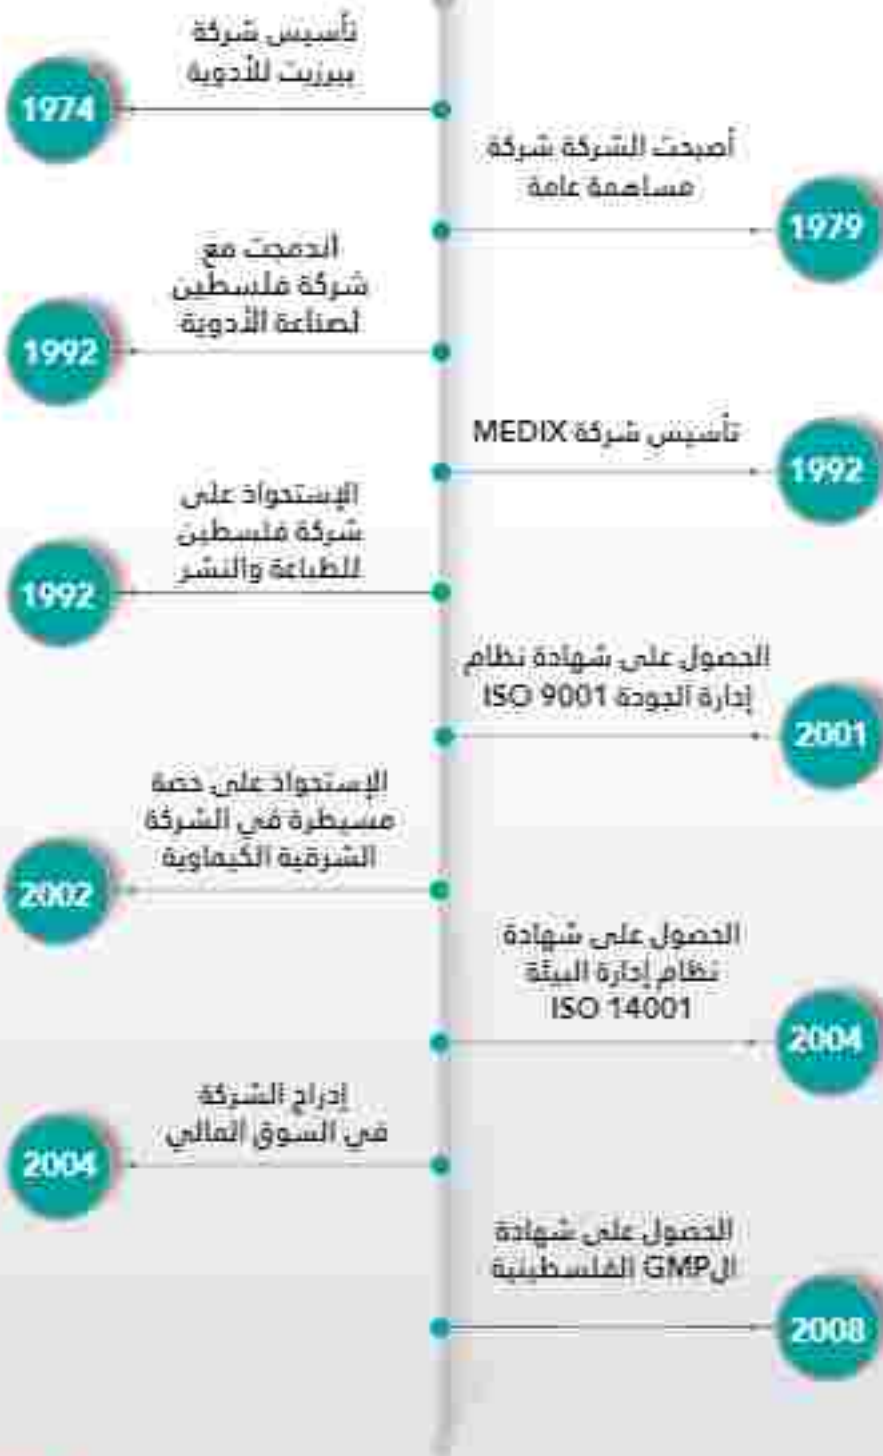 تأسيس شركة
بيرزيت للأدوية
1974
أصبحت الشركة شركة
مساهمة عامة
1979
اندمجت مع
شركة فلسطين
لصناعة الأدوية
1992
تأسيس شركة MEDIX
1992
الإستحواذ على
شركة فلسطين
للطباعة والنشر
1992
الحصول على شهادة نظام
إدارة الجودة ISO 9001
2001
الإستحواذ على حصة
مسيطرة في الشركة
الشرقية الكيماوية
2002
الحصول على شهادة
نظام إدارة البيئة
ISO 14001
2004
إدراج الشركة
في السوق المالي
2004
الحصول على شهادة
الGMP الفلسطينية
2008